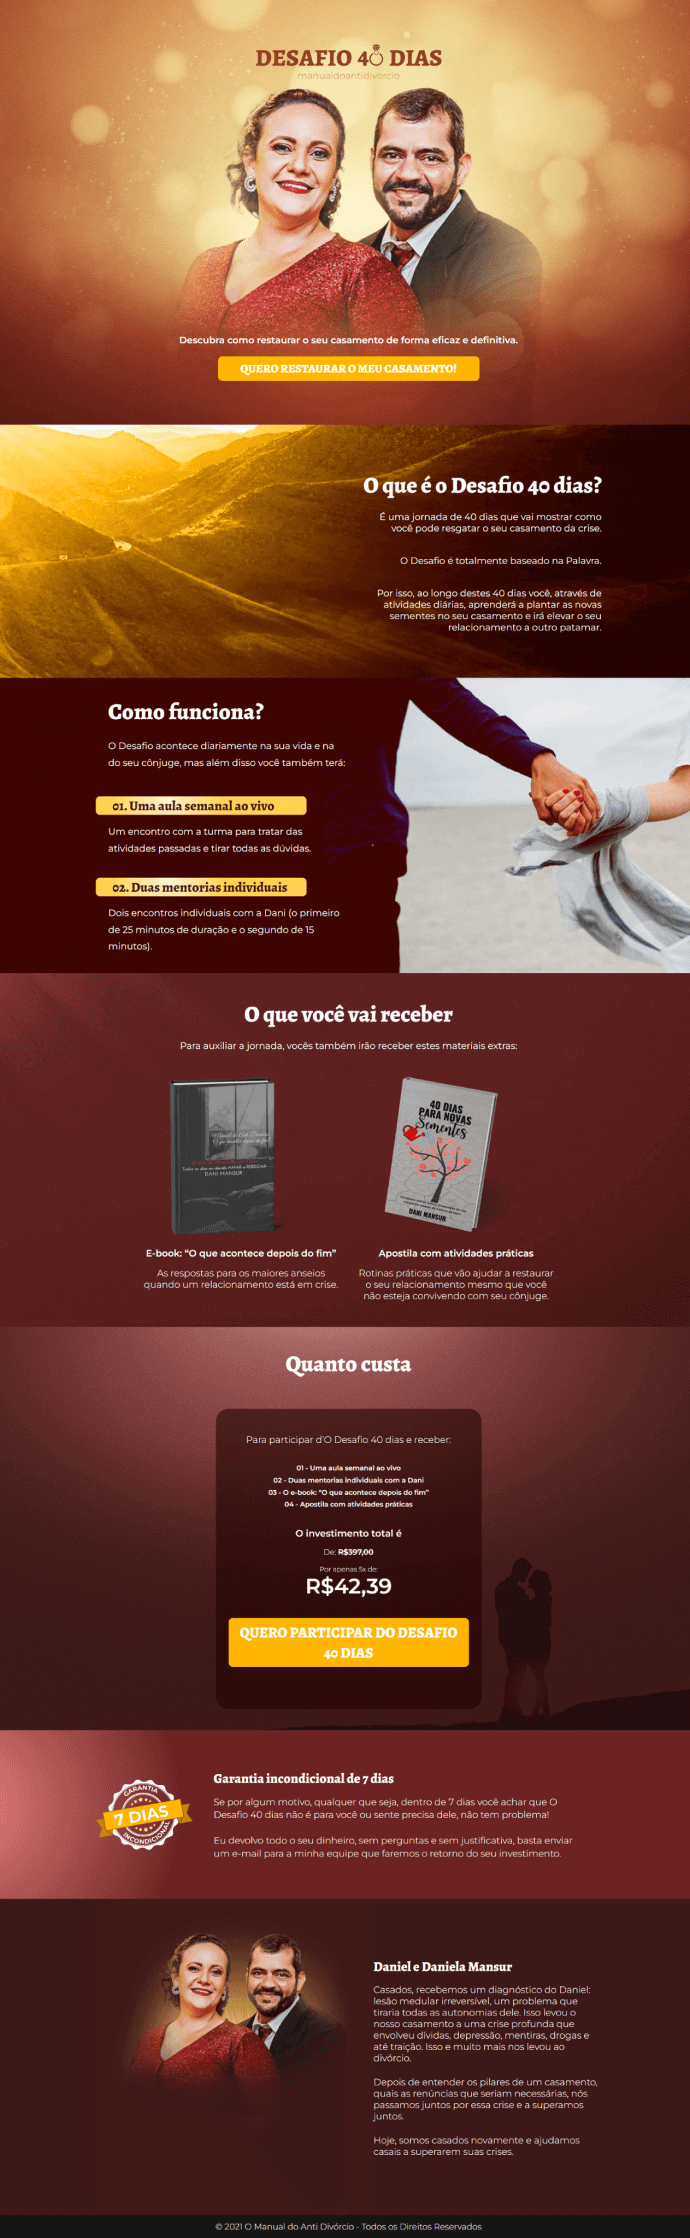 DESAFIO 40 DIAS
manualdoantidivorcio
Descubra como restaurar o seu casamento de forma eficaz e definitiva.
QUERO RESTAURAR O MEU CASAMENTO!
O que é o Desafio 40 dias?
É uma jornada de 40 dias que vai mostrar como
você pode resgatar o seu casamento da crise.
O Desafio é totalmente baseado na Palavra.
Por isso, ao longo destes 40 dias você, através de
atividades diárias, aprenderá a plantar as novas
sementes no seu casamento e irá elevar o seu
relacionamento a outro patamar.
Como funciona?
O Desafio acontece diariamente na sua vida e na
do seu cônjuge, mas além disso você também terá:
01. Uma aula semanal ao vivo
Um encontro com a turma para tratar das
atividades passadas e tirar todas as dúvidas.
02. Duas mentorias individuais
Dois encontros individuais com a Dani (o primeiro
de 25 minutos de duração e o segundo de 15
minutos).
O que você vai receber
Para auxiliar a jornada, vocês também irão receber estes materiais extras:
DANI MANSUR
40 DIAS
PARA NOVAS
Sementes
DANI MANSUR
E-book: “O que acontece depois do fim”
As respostas para os maiores anseios
quando um relacionamento está em crise.
Apostila com atividades práticas
Rotinas práticas que vão ajudar a restaurar
o seu relacionamento mesmo que você
não esteja convivendo com seu cônjuge.
Quanto custa
Para participar d’O Desafio 40 dias e receber:
01 - Uma aula semanal ao vivo
02 - Duas mentorias individuais com a Dani
03 - O e-book: “O que acontece depois do fim”
04 - Apostila com atividades práticas
O investimento total é
De: R$397,00
Por apenas 5x de:
R$42,39
QUERO PARTICIPAR DO DESAFIO
40 DIAS
GARANTIA
7 DIAS
INCONDICIONAL
Garantia incondicional de 7 dias
Se por algum motivo, qualquer que seja, dentro de 7 dias você achar que O
Desafio 40 dias não é para você ou sente precisa dele, não tem problema!
Eu devolvo todo o seu dinheiro, sem perguntas e sem justificativa, basta enviar
um e-mail para a minha equipe que faremos o retorno do seu investimento.
Daniel e Daniela Mansur
Casados, recebemos um diagnóstico do Daniel:
lesão medular irreversível, um problema que
tiraria todas as autonomias dele. Isso levou o
nosso casamento a uma crise profunda que
envolveu dívidas, depressão, mentiras, drogas e
até traição. Isso e muito mais nos levou ao
divórcio.
Depois de entender os pilares de um casamento,
quais as renúncias que seriam necessárias, nós
passamos juntos por essa crise e a superamos
juntos.
Hoje, somos casados novamente e ajudamos
casais a superarem suas crises.
© 2021 O Manual do Anti Divórcio - Todos os Direitos Reservados